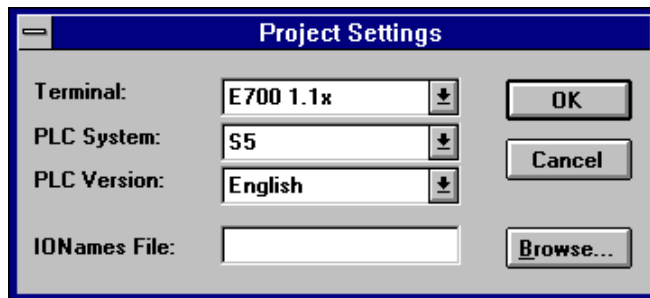 Project Settings
Terminal: E700 1.1x OK
PLC System: S5 Cancel
PLC Version: English
IONames File: Browse...